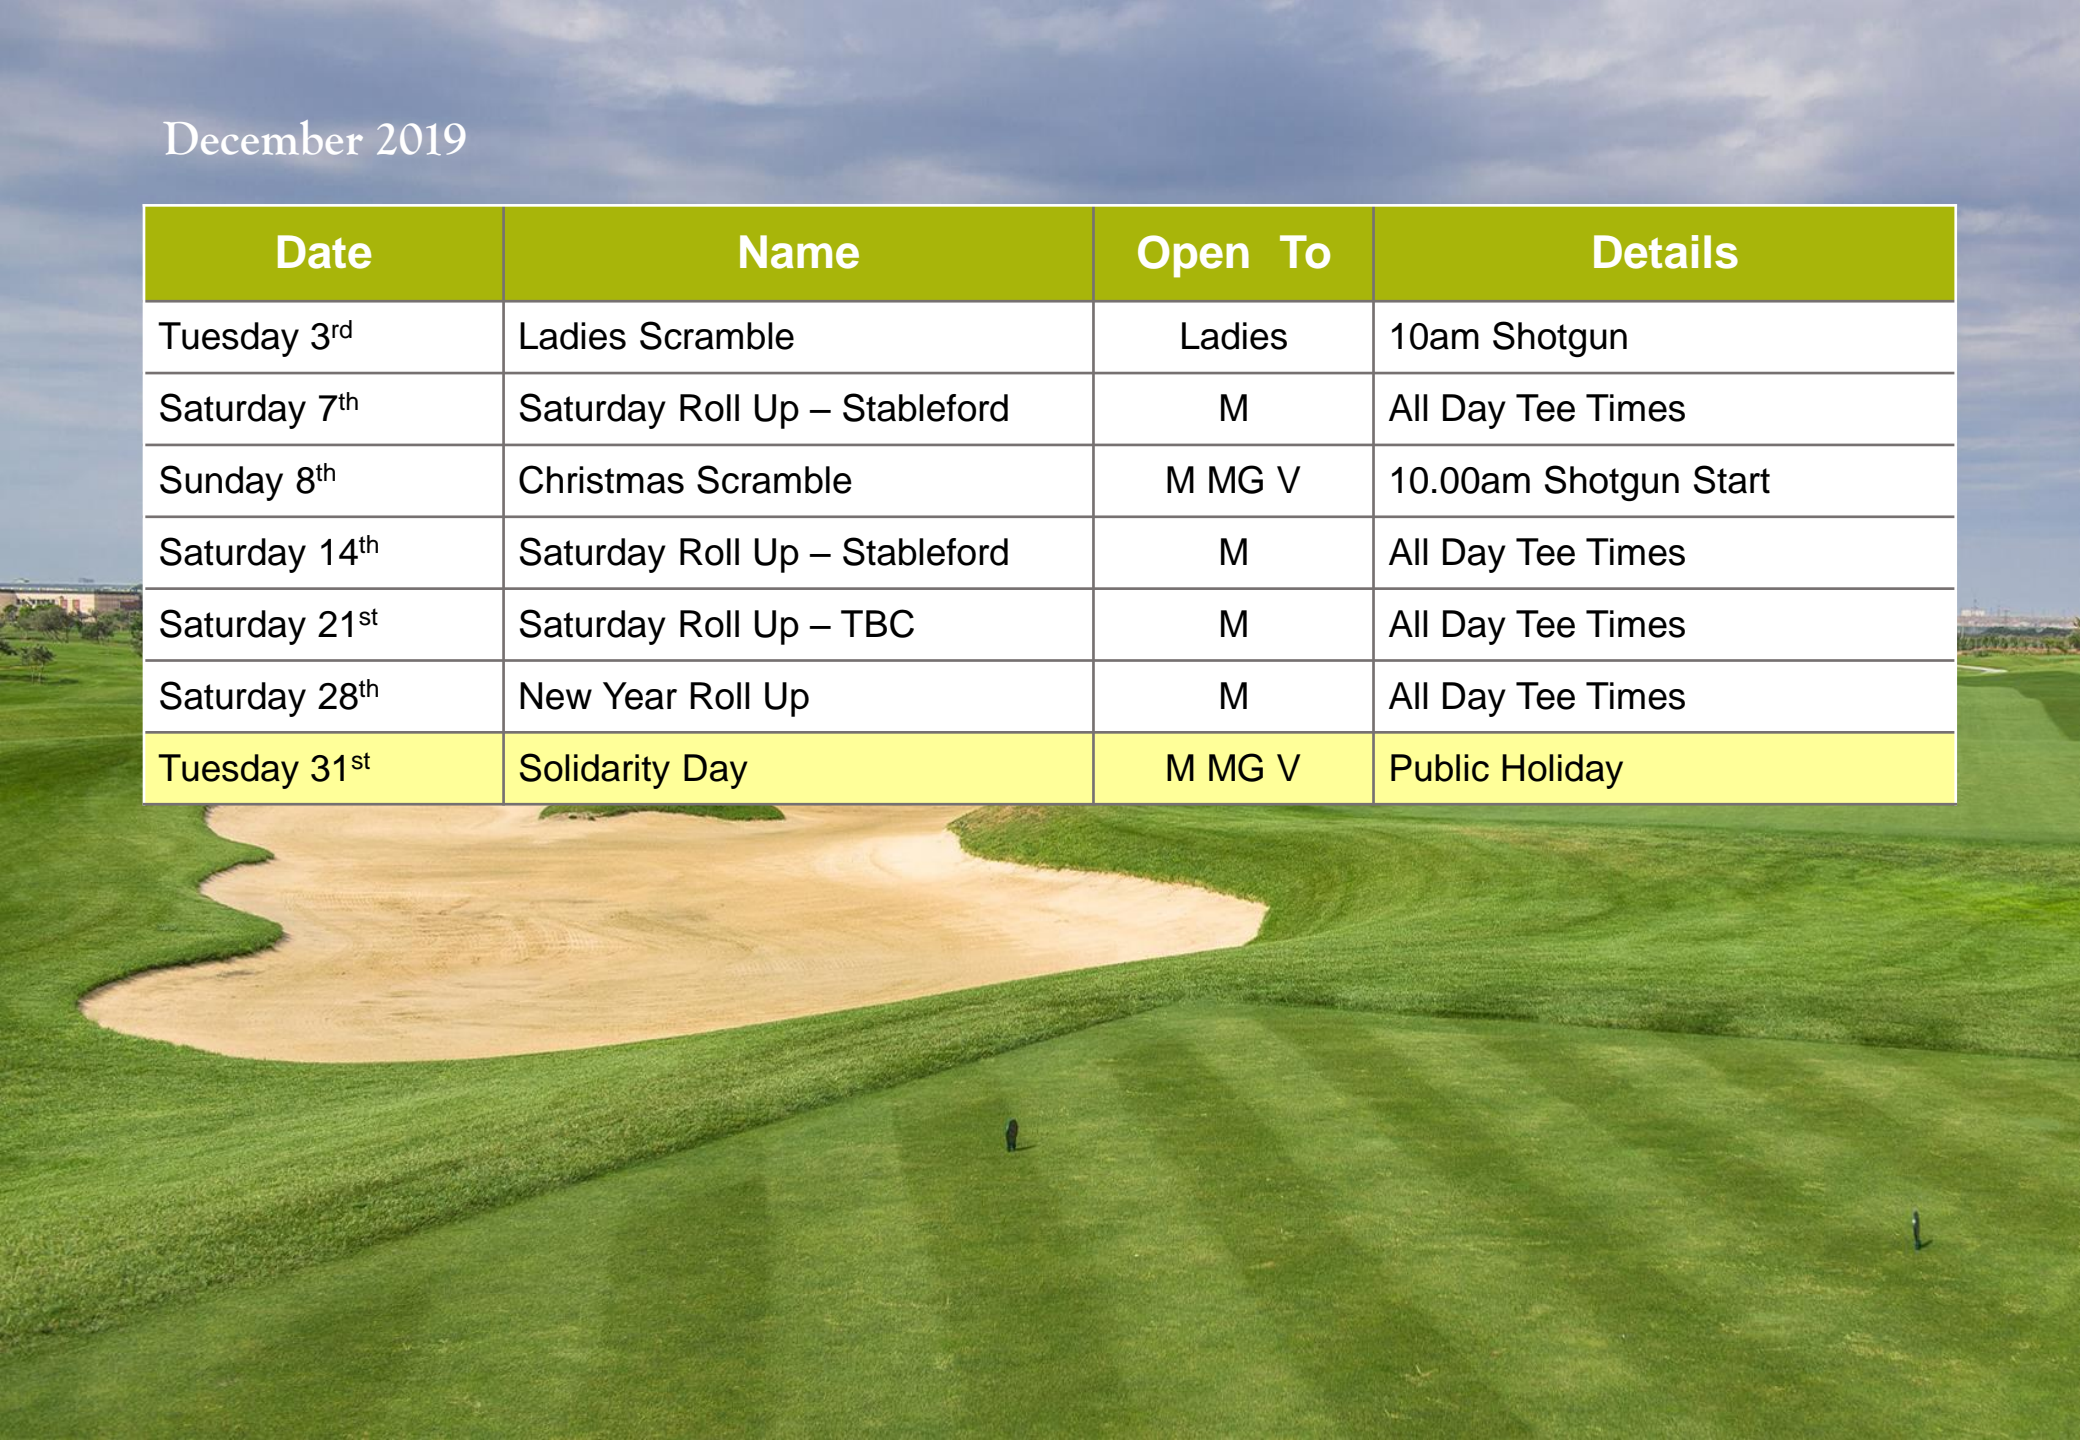 December 2019
Date Name Open To Details
Tuesday 3rd Ladies Scramble Ladies 10am Shotgun
Saturday 7th Saturday Roll Up – Stableford M All Day Tee Times
Sunday 8th Christmas Scramble M MG V 10.00am Shotgun Start
Saturday 14th Saturday Roll Up – Stableford M All Day Tee Times
Saturday 21st Saturday Roll Up – TBC M All Day Tee Times
Saturday 28th New Year Roll Up M All Day Tee Times
Tuesday 31st Solidarity Day M MG V Public Holiday